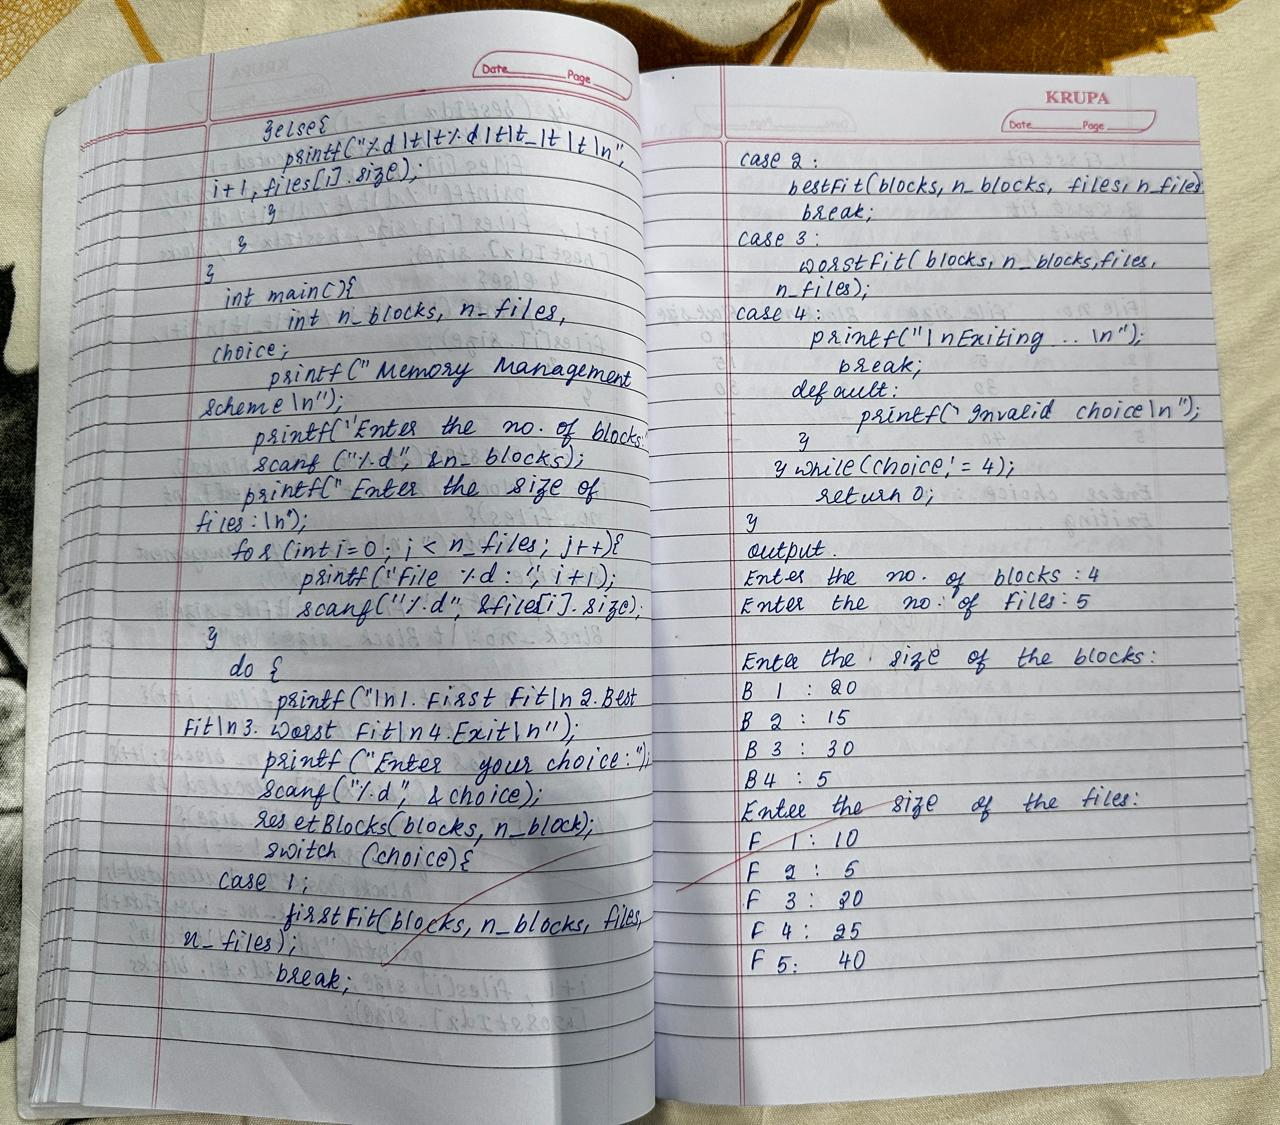 Date Page
}else{
printf("%d\t\t%d\t\t_\t\t\n",
i+1, files[i].size);
}
}
}
int main(){
int n_blocks, n_files,
choice;
printf("Memory Management
Scheme\n");
printf("Enter the no. of blocks:"
scanf ("%d", &n_blocks);
printf(" Enter the size of
files:\n");
for (int i=0; i < n_files; i++){
printf("File %d: ", i+1);
scanf("%d", &file[i].size);
}
do {
printf("\n1. First Fit\n 2. Best
Fit\n3. Worst Fit\n4.Exit\n");
printf ("Enter your choice:");
scanf("%d", & choice);
resetBlocks(blocks, n_block);
switch (choice){
case 1;
firstFit(blocks, n_blocks, files,
n_files);
break;
KRUPA
Date Page
case 2:
bestFit(blocks, n_blocks, files, n_files)
break;
case 3:
worstfit( blocks, n_blocks, files,
n_files);
case 4:
printf("\nExiting ... \n");
break;
default:
printf(" Invalid choice\n");
}
}while(choice!=4);
return 0;
}
output.
Enter the no. of blocks : 4
Enter the no: of files: 5
Enter the size of the blocks:
B 1 : 20
B 2 : 15
B 3 : 30
B4 : 5
Enter the size of the files:
F 1: 10
F 2 : 5
F 3 : 20
F 4 : 25
F 5: 40